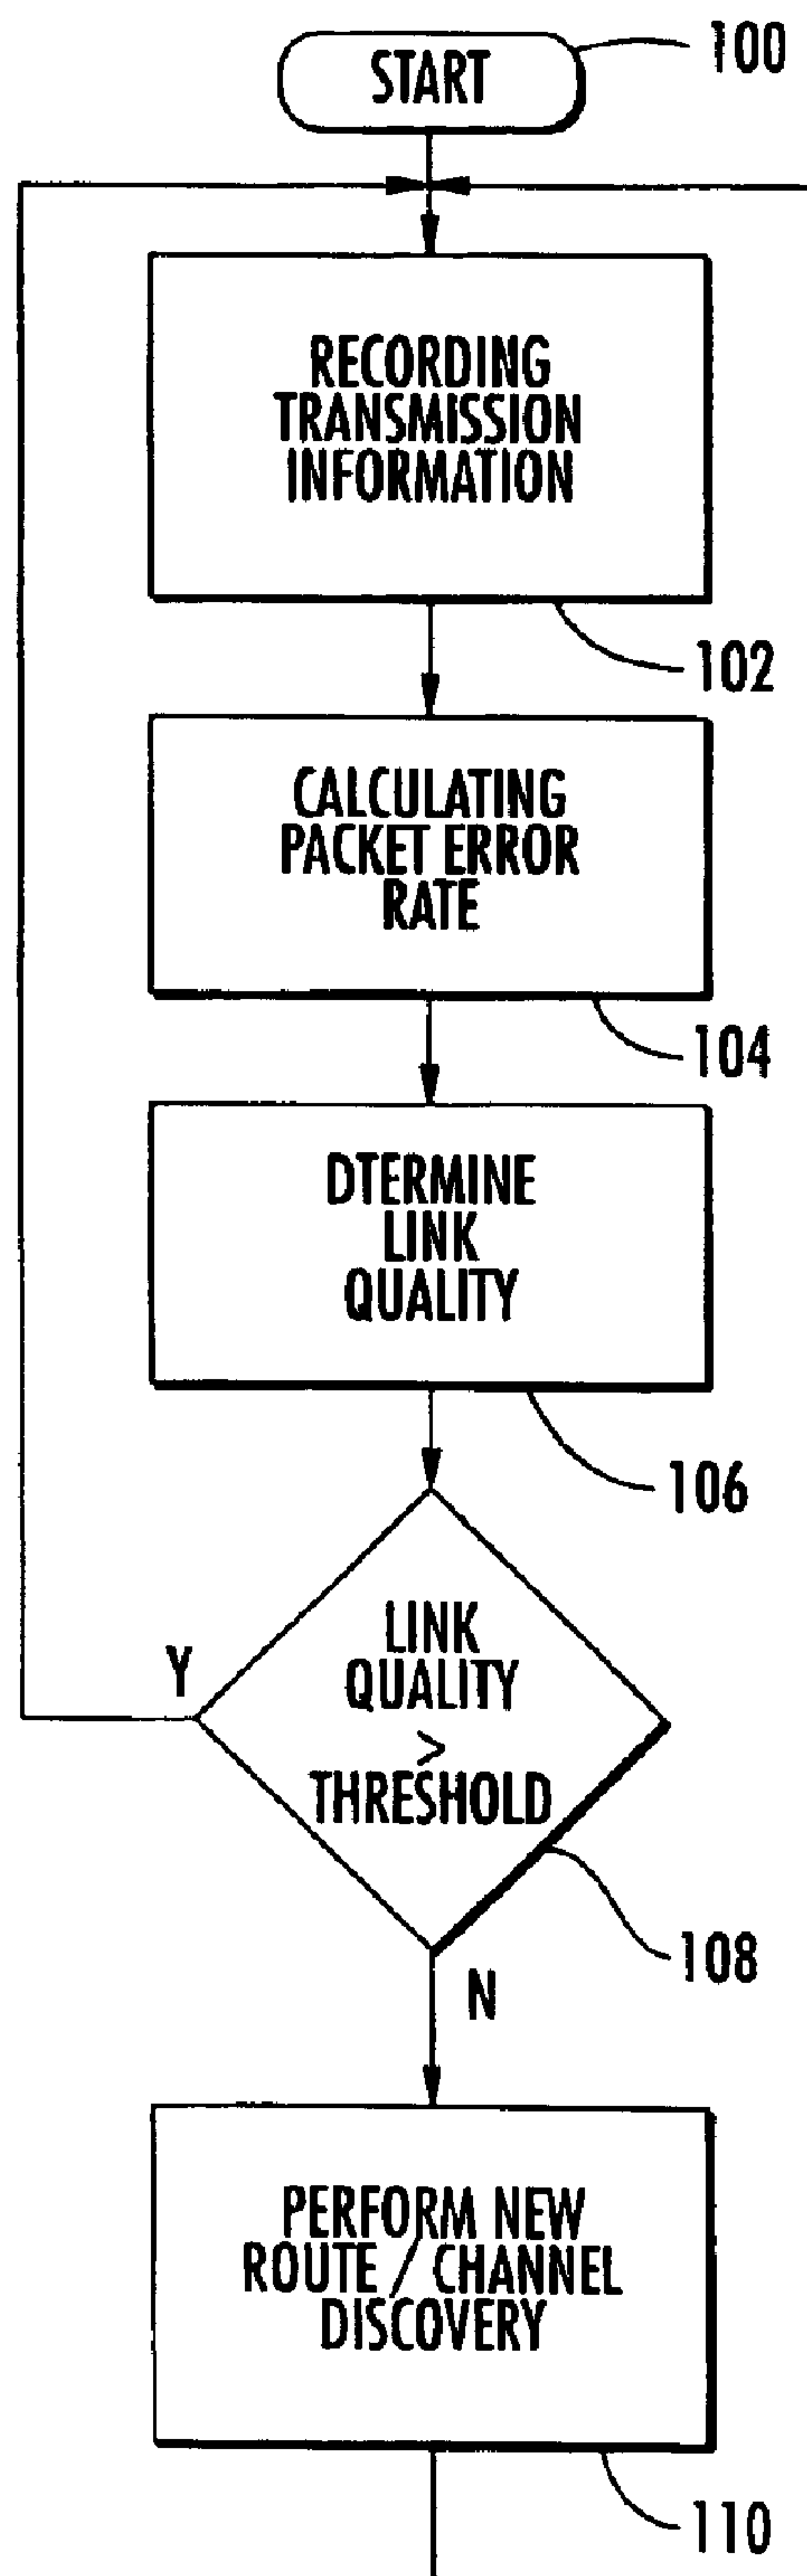 START
100
RECORDING
TRANSMISSION
INFORMATION
102
CALCULATING
PACKET ERROR
RATE
104
DTERMINE
LINK
QUALITY
106
LINK
QUALITY
>
THRESHOLD
Y
108
N
PERFORM NEW
ROUTE / CHANNEL
DISCOVERY
110